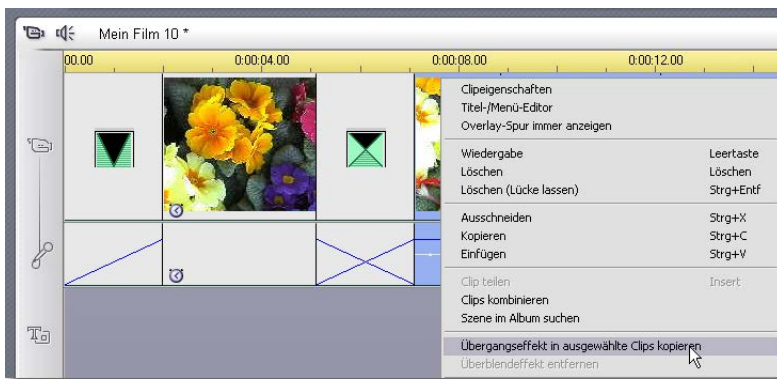 Mein Film 10 *
00.00 0:00:04.00 0:00:08.00 0:00:12.00
Clipeigenschaften
Titel-/Menü-Editor
Overlay-Spur immer anzeigen
Wiedergabe Leertaste
Löschen Löschen
Löschen (Lücke lassen) Strg+Entf
Ausschneiden Strg+X
Kopieren Strg+C
Einfügen Strg+V
Clip teilen Insert
Clips kombinieren
Szene im Album suchen
Übergangseffekt in ausgewählte Clips kopieren
Überblendeffekt entfernen
T